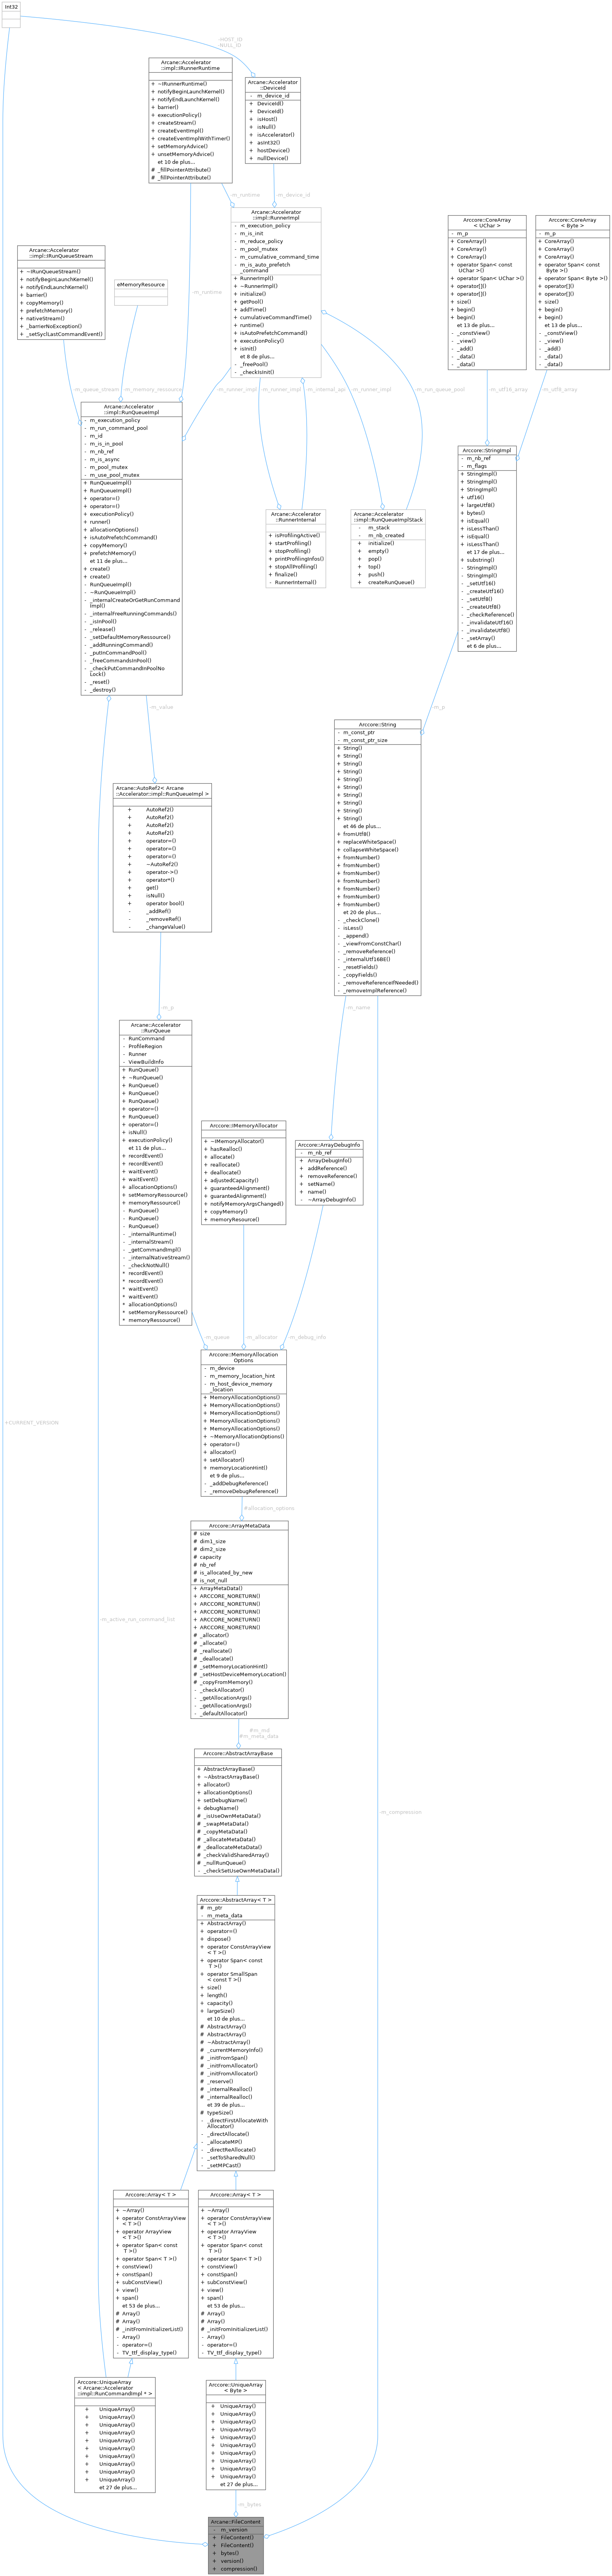 Int32
-HOST_ID
-NULL_ID
Arcane::Accelerator
::impl::IRunnerRuntime
+ ~IRunnerRuntime()
+ notifyBeginLaunchKernel()
+ notifyEndLaunchKernel()
+ barrier()
+ executionPolicy()
+ createStream()
+ createEventImpl()
+ createEventImplWithTimer()
+ setMemoryAdvice()
+ unsetMemoryAdvice()
et 10 de plus...
# _fillPointerAttribute()
# _fillPointerAttribute()
Arcane::Accelerator
::DeviceId
- m_device_id
+ DeviceId()
+ DeviceId()
+ isHost()
+ isNull()
+ isAccelerator()
+ asInt32()
+ hostDevice()
+ nullDevice()
-m_runtime
-m_device_id
Arcane::Accelerator
::impl::RunnerImpl
- m_execution_policy
- m_is_init
- m_reduce_policy
- m_pool_mutex
- m_cumulative_command_time
- m_is_auto_prefetch
_command
+ RunnerImpl()
+ ~RunnerImpl()
+ initialize()
+ getPool()
+ addTime()
+ cumulativeCommandTime()
+ runtime()
+ isAutoPrefetchCommand()
+ executionPolicy()
+ isInit()
et 8 de plus...
- _freePool()
- _checkIsInit()
Arccore::CoreArray
< UChar >
- m_p
+ CoreArray()
+ CoreArray()
+ CoreArray()
+ operator Span< const
UChar >()
+ operator Span< UChar >()
+ operator[]()
+ operator[]()
+ size()
+ begin()
+ begin()
et 13 de plus...
- _constView()
- _view()
- _add()
- _data()
- _data()
Arccore::CoreArray
< Byte >
- m_p
+ CoreArray()
+ CoreArray()
+ CoreArray()
+ operator Span< const
Byte >()
+ operator Span< Byte >()
+ operator[]()
+ operator[]()
+ size()
+ begin()
+ begin()
et 13 de plus...
- _constView()
- _view()
- _add()
- _data()
- _data()
Arcane::Accelerator
::impl::IRunQueueStream
+ ~IRunQueueStream()
+ notifyBeginLaunchKernel()
+ notifyEndLaunchKernel()
+ barrier()
+ copyMemory()
+ prefetchMemory()
+ nativeStream()
+ _barrierNoException()
+ _setSyclLastCommandEvent()
eMemoryResource
-m_runtime
-m_queue_stream
-m_memory_ressource
-m_runner_impl
-m_runner_impl
-m_internal_api
-m_runner_impl
-m_run_queue_pool
-m_utf16_array
-m_utf8_array
Arcane::Accelerator
::impl::RunQueueImpl
- m_execution_policy
- m_run_command_pool
- m_id
- m_is_in_pool
- m_nb_ref
- m_is_async
- m_pool_mutex
- m_use_pool_mutex
+ RunQueueImpl()
+ RunQueueImpl()
+ operator=()
+ operator=()
+ executionPolicy()
+ runner()
+ allocationOptions()
+ isAutoPrefetchCommand()
+ copyMemory()
+ prefetchMemory()
et 11 de plus...
+ create()
+ create()
- RunQueueImpl()
- ~RunQueueImpl()
- _internalCreateOrGetRunCommand
Impl()
- _internalFreeRunningCommands()
- _isInPool()
- _release()
- _setDefaultMemoryRessource()
- _addRunningCommand()
- _putInCommandPool()
- _freeCommandsInPool()
- _checkPutCommandInPoolNo
Lock()
- _reset()
- _destroy()
Arcane::Accelerator
::RunnerInternal
+ isProfilingActive()
+ startProfiling()
+ stopProfiling()
+ printProfilingInfos()
+ stopAllProfiling()
+ finalize()
- RunnerInternal()
Arcane::Accelerator
::impl::RunQueueImplStack
- m_stack
- m_nb_created
+ initialize()
+ empty()
+ pop()
+ top()
+ push()
+ createRunQueue()
Arccore::StringImpl
- m_nb_ref
- m_flags
+ StringImpl()
+ StringImpl()
+ StringImpl()
+ utf16()
+ largeUtf8()
+ bytes()
+ isEqual()
+ isLessThan()
+ isEqual()
+ isLessThan()
et 17 de plus...
+ substring()
- StringImpl()
- StringImpl()
- _setUtf16()
- _createUtf16()
- _setUtf8()
- _createUtf8()
- _checkReference()
- _invalidateUtf16()
- _invalidateUtf8()
- _setArray()
et 6 de plus...
-m_value
-m_p
Arcane::AutoRef2< Arcane
::Accelerator::impl::RunQueueImpl >
+ AutoRef2()
+ AutoRef2()
+ AutoRef2()
+ AutoRef2()
+ operator=()
+ operator=()
+ operator=()
+ ~AutoRef2()
+ operator->()
+ operator*()
+ get()
+ isNull()
+ operator bool()
- _addRef()
- _removeRef()
- _changeValue()
Arccore::String
- m_const_ptr
- m_const_ptr_size
+ String()
+ String()
+ String()
+ String()
+ String()
+ String()
+ String()
+ String()
+ String()
+ String()
et 46 de plus...
+ fromUtf8()
+ replaceWhiteSpace()
+ collapseWhiteSpace()
+ fromNumber()
+ fromNumber()
+ fromNumber()
+ fromNumber()
+ fromNumber()
+ fromNumber()
+ fromNumber()
et 20 de plus...
- _checkClone()
- isLess()
- _append()
- _viewFromConstChar()
- _removeReference()
- _internalUtf16BE()
- _resetFields()
- _copyFields()
- _removeReferenceIfNeeded()
- _removeImplReference()
-m_p
-m_name
Arcane::Accelerator
::RunQueue
- RunCommand
- ProfileRegion
- Runner
- ViewBuildInfo
+ RunQueue()
+ ~RunQueue()
+ RunQueue()
+ RunQueue()
+ RunQueue()
+ operator=()
+ RunQueue()
+ operator=()
+ isNull()
+ executionPolicy()
et 11 de plus...
+ recordEvent()
+ recordEvent()
+ waitEvent()
+ waitEvent()
+ allocationOptions()
+ setMemoryRessource()
+ memoryRessource()
- RunQueue()
- RunQueue()
- RunQueue()
- _internalRuntime()
- _internalStream()
- _getCommandImpl()
- _internalNativeStream()
- _checkNotNull()
* recordEvent()
* recordEvent()
* waitEvent()
* waitEvent()
* allocationOptions()
* setMemoryRessource()
* memoryRessource()
Arccore::IMemoryAllocator
+ ~IMemoryAllocator()
+ hasRealloc()
+ allocate()
+ reallocate()
+ deallocate()
+ adjustedCapacity()
+ guaranteedAlignment()
+ guarantedAlignment()
+ notifyMemoryArgsChanged()
+ copyMemory()
+ memoryResource()
Arccore::ArrayDebugInfo
- m_nb_ref
+ ArrayDebugInfo()
+ addReference()
+ removeReference()
+ setName()
+ name()
- ~ArrayDebugInfo()
-m_queue
-m_allocator
-m_debug_info
Arccore::MemoryAllocation
Options
- m_device
- m_memory_location_hint
- m_host_device_memory
_location
+ MemoryAllocationOptions()
+ MemoryAllocationOptions()
+ MemoryAllocationOptions()
+ MemoryAllocationOptions()
+ MemoryAllocationOptions()
+ ~MemoryAllocationOptions()
+ operator=()
+ allocator()
+ setAllocator()
+ memoryLocationHint()
et 9 de plus...
- _addDebugReference()
- _removeDebugReference()
+CURRENT_VERSION
#allocation_options
Arccore::ArrayMetaData
# size
# dim1_size
# dim2_size
# capacity
# nb_ref
# is_allocated_by_new
# is_not_null
+ ArrayMetaData()
+ ARCCORE_NORETURN()
+ ARCCORE_NORETURN()
+ ARCCORE_NORETURN()
+ ARCCORE_NORETURN()
+ ARCCORE_NORETURN()
# _allocator()
# _allocate()
# _reallocate()
# _deallocate()
# _setMemoryLocationHint()
# _setHostDeviceMemoryLocation()
# _copyFromMemory()
- _checkAllocator()
- _getAllocationArgs()
- _getAllocationArgs()
- _defaultAllocator()
-m_active_run_command_list
#m_md
#m_meta_data
Arccore::AbstractArrayBase
+ AbstractArrayBase()
+ ~AbstractArrayBase()
+ allocator()
+ allocationOptions()
+ setDebugName()
+ debugName()
# _isUseOwnMetaData()
# _swapMetaData()
# _copyMetaData()
# _allocateMetaData()
# _deallocateMetaData()
# _checkValidSharedArray()
# _nullRunQueue()
- _checkSetUseOwnMetaData()
-m_compression
Arccore::AbstractArray< T >
# m_ptr
- m_meta_data
+ AbstractArray()
+ operator=()
+ dispose()
+ operator ConstArrayView
< T >()
+ operator Span< const
T >()
+ operator SmallSpan
< const T >()
+ size()
+ length()
+ capacity()
+ largeSize()
et 10 de plus...
# AbstractArray()
# AbstractArray()
# ~AbstractArray()
# _currentMemoryInfo()
# _initFromSpan()
# _initFromAllocator()
# _initFromAllocator()
# _reserve()
# _internalRealloc()
# _internalRealloc()
et 39 de plus...
# typeSize()
- _directFirstAllocateWith
Allocator()
- _directAllocate()
- _allocateMP()
- _directReAllocate()
- _setToSharedNull()
- _setMPCast()
Arccore::Array< T >
+ ~Array()
+ operator ConstArrayView
< T >()
+ operator ArrayView
< T >()
+ operator Span< const
T >()
+ operator Span< T >()
+ constView()
+ constSpan()
+ subConstView()
+ view()
+ span()
et 53 de plus...
# Array()
# Array()
# _initFromInitializerList()
- Array()
- operator=()
- TV_ttf_display_type()
Arccore::Array< T >
+ ~Array()
+ operator ConstArrayView
< T >()
+ operator ArrayView
< T >()
+ operator Span< const
T >()
+ operator Span< T >()
+ constView()
+ constSpan()
+ subConstView()
+ view()
+ span()
et 53 de plus...
# Array()
# Array()
# _initFromInitializerList()
- Array()
- operator=()
- TV_ttf_display_type()
Arccore::UniqueArray
< Arcane::Accelerator
::impl::RunCommandImpl * >
+ UniqueArray()
+ UniqueArray()
+ UniqueArray()
+ UniqueArray()
+ UniqueArray()
+ UniqueArray()
+ UniqueArray()
+ UniqueArray()
+ UniqueArray()
+ UniqueArray()
et 27 de plus...
Arccore::UniqueArray
< Byte >
+ UniqueArray()
+ UniqueArray()
+ UniqueArray()
+ UniqueArray()
+ UniqueArray()
+ UniqueArray()
+ UniqueArray()
+ UniqueArray()
+ UniqueArray()
+ UniqueArray()
et 27 de plus...
-m_bytes
Arcane::FileContent
- m_version
+ FileContent()
+ FileContent()
+ bytes()
+ version()
+ compression()